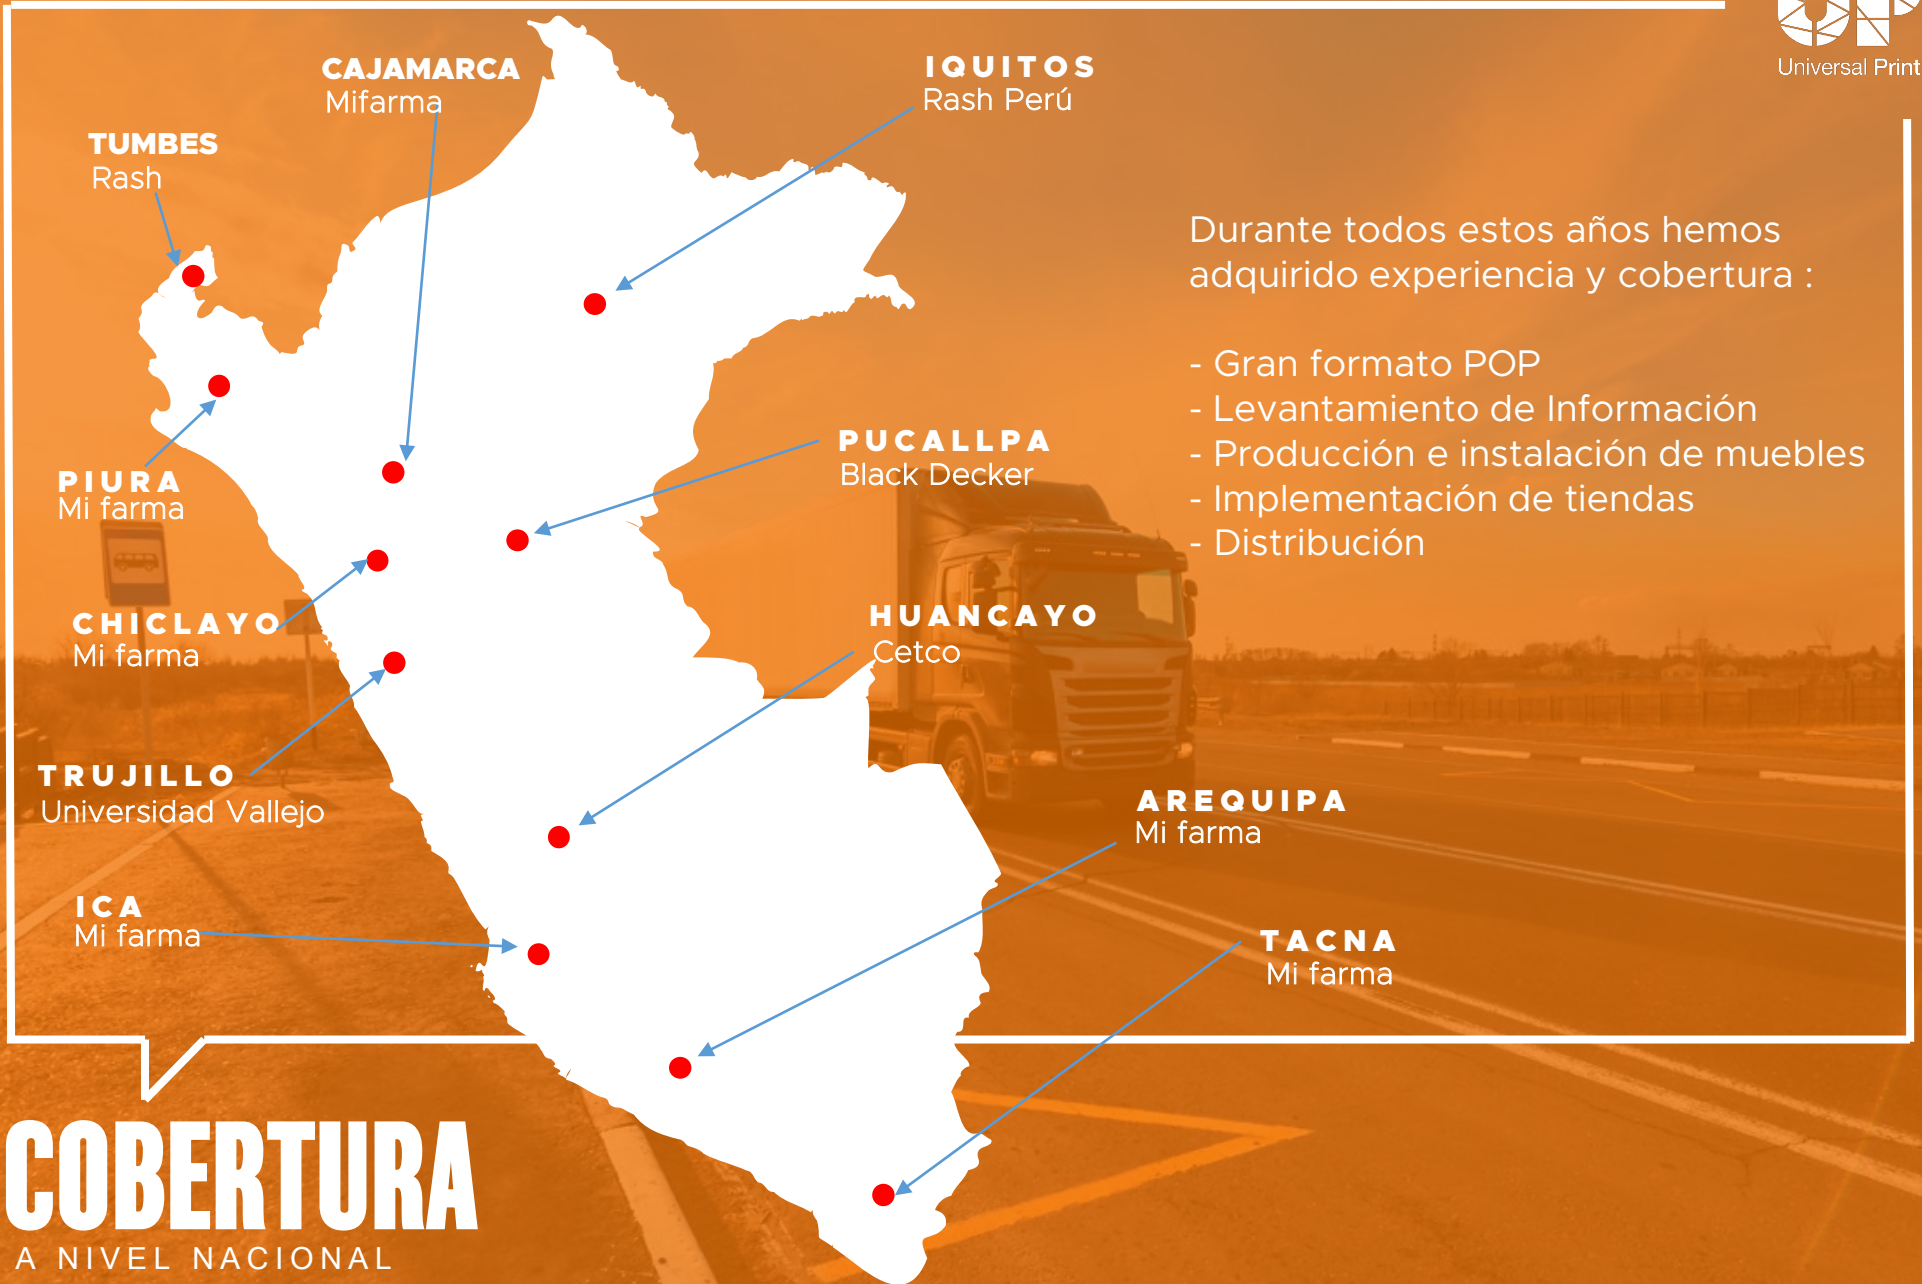 Universal Print
CAJAMARCA
Mifarma
IQUITOS
Rash Perú
TUMBES
Rash
Durante todos estos años hemos
adquirido experiencia y cobertura :
- Gran formato POP
- Levantamiento de Información
- Producción e instalación de muebles
- Implementación de tiendas
- Distribución
PUCALLPA
Black Decker
PIURA
Mi farma
CHICLAYO
Mi farma
HUANCAYO
Cetco
TRUJILLO
Universidad Vallejo
AREQUIPA
Mi farma
ICA
Mi farma
TACNA
Mi farma
COBERTURA
A NIVEL NACIONAL